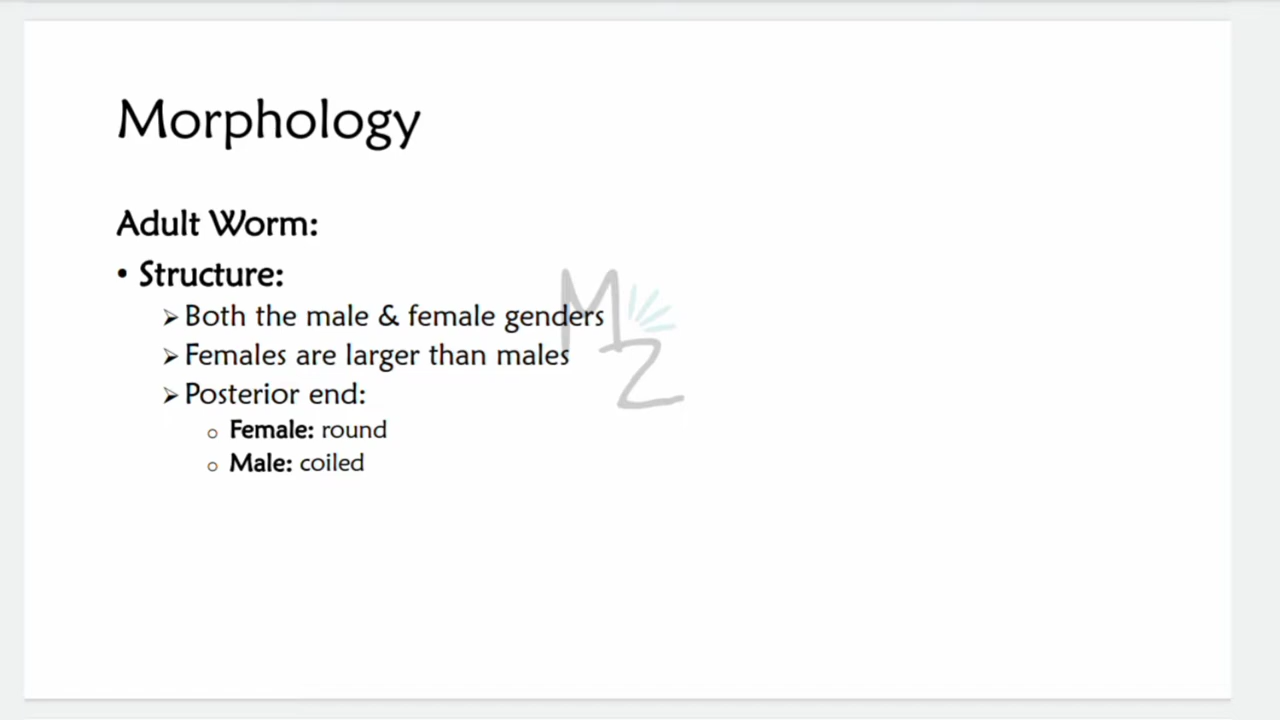 Morphology
Adult Worm:
• Structure:
➢ Both the male & female genders
➢ Females are larger than males
➢ Posterior end:
○ Female: round
○ Male: coiled
MZ